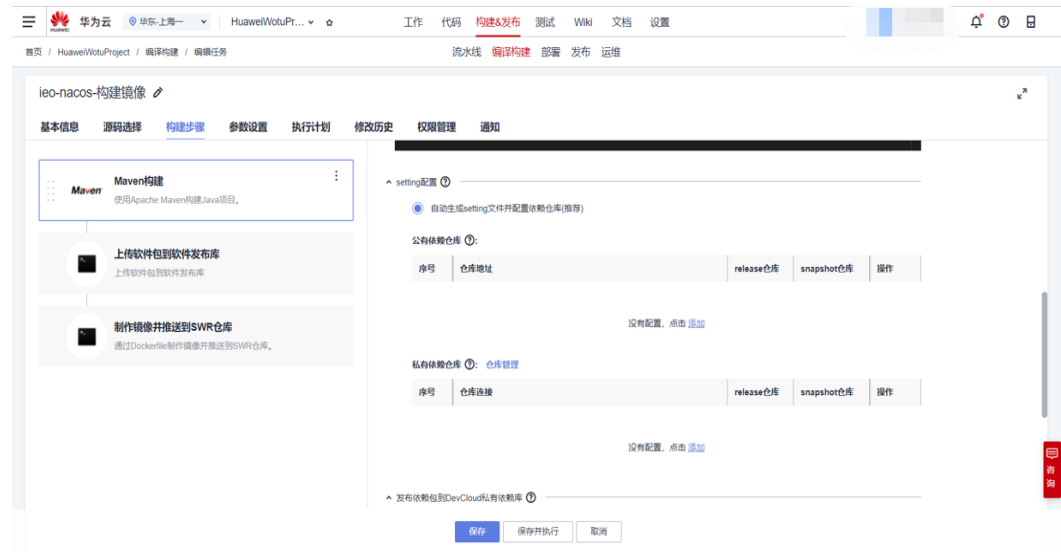 HUAWEI 华为云 华东-上海一 HuaweiWotuPr... 工作 代码 构建&发布 测试 Wiki 文档 设置
首页 / HuaweiWotuProject / 编译构建 / 编辑任务 流水线 编译构建 部署 发布 运维
ieo-nacos-构建镜像
基本信息 源码选择 构建步骤 参数设置 执行计划 修改历史 权限管理 通知
Maven Maven构建
使用Apache Maven构建Java项目。
上传软件包到软件发布库
上传软件包到软件发布库
制作镜像并推送到SWR仓库
通过Dockerfile制作镜像并推送到SWR仓库。
setting配置
自动生成setting文件并配置依赖仓库(推荐)
公有依赖仓库 :
序号 仓库地址 release仓库 snapshot仓库 操作
没有配置，点击 添加
私有依赖仓库 : 仓库管理
序号 仓库连接 release仓库 snapshot仓库 操作
没有配置，点击 添加
发布依赖包到DevCloud私有依赖库
保存 保存并执行 取消
咨询